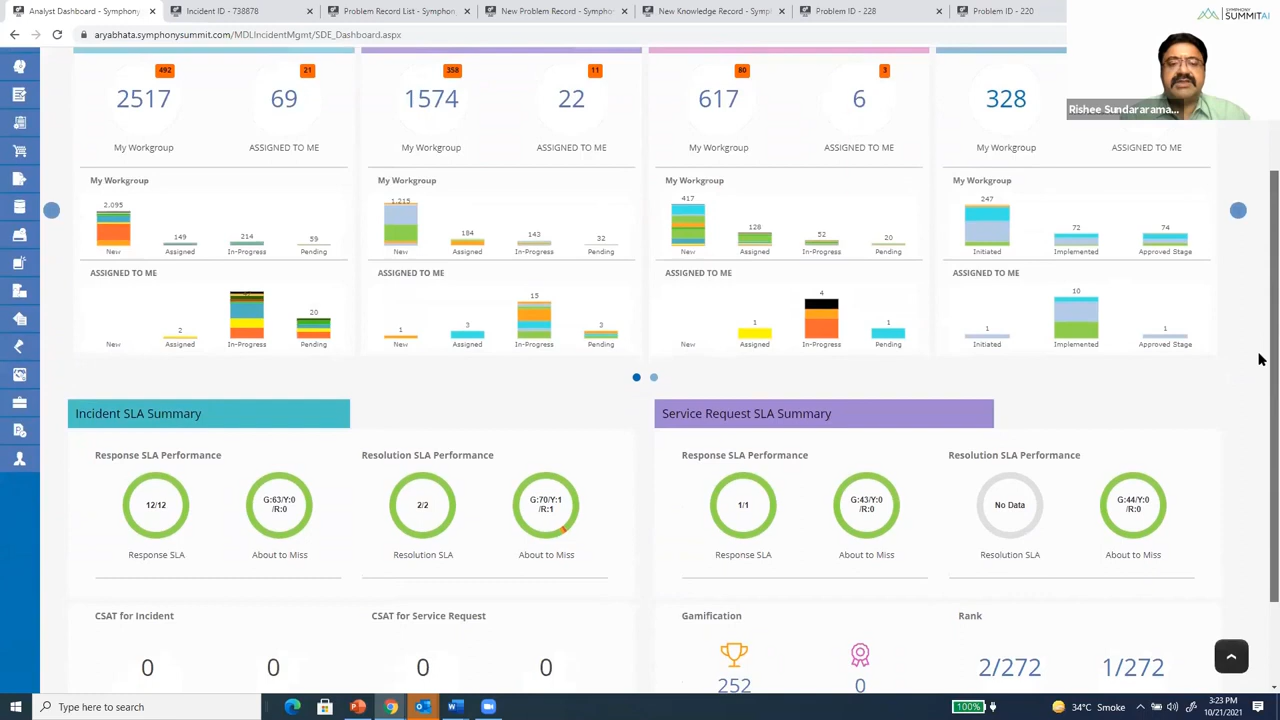 Analyst Dashboard - Symphony
Incident ID - 738878
Problem Record List - Symphon
New Problem Record - Sympho
New Knowledge Record - Sympl
Problem ID - 228
Problem ID - 220
SYMPHONY
SUMMITAI
aryabhata.symphonysummit.com/MDLIncidentMgmt/SDE_Dashboard.aspx
Rishee Sundararama...
492 21 358 11 80 3
2517 69 1574 22 617 6 328
My Workgroup ASSIGNED TO ME My Workgroup ASSIGNED TO ME My Workgroup ASSIGNED TO ME My Workgroup ASSIGNED TO ME
My Workgroup My Workgroup My Workgroup My Workgroup
2,095 149 214 59 1,215 184 143 32 417 128 52 20 247 72 74
New Assigned In-Progress Pending New Assigned In-Progress Pending New Assigned In-Progress Pending Initiated Implemented Approved Stage
ASSIGNED TO ME ASSIGNED TO ME ASSIGNED TO ME ASSIGNED TO ME
2 20 1 3 15 3 1 4 1 1 10 1
New Assigned In-Progress Pending New Assigned In-Progress Pending New Assigned In-Progress Pending Initiated Implemented Approved Stage
Incident SLA Summary
Service Request SLA Summary
Response SLA Performance Resolution SLA Performance Response SLA Performance Resolution SLA Performance
12/12
G:63/Y:0
/R:0
2/2
G:70/Y:1
/R:1
1/1
G:43/Y:0
/R:0
No Data
G:44/Y:0
/R:0
Response SLA About to Miss Resolution SLA About to Miss Response SLA About to Miss Resolution SLA About to Miss
CSAT for Incident CSAT for Service Request Gamification Rank
0 0 0 0 252 0 2/272 1/272
Type here to search
100%
34°C Smoke
3:23 PM
10/21/2021